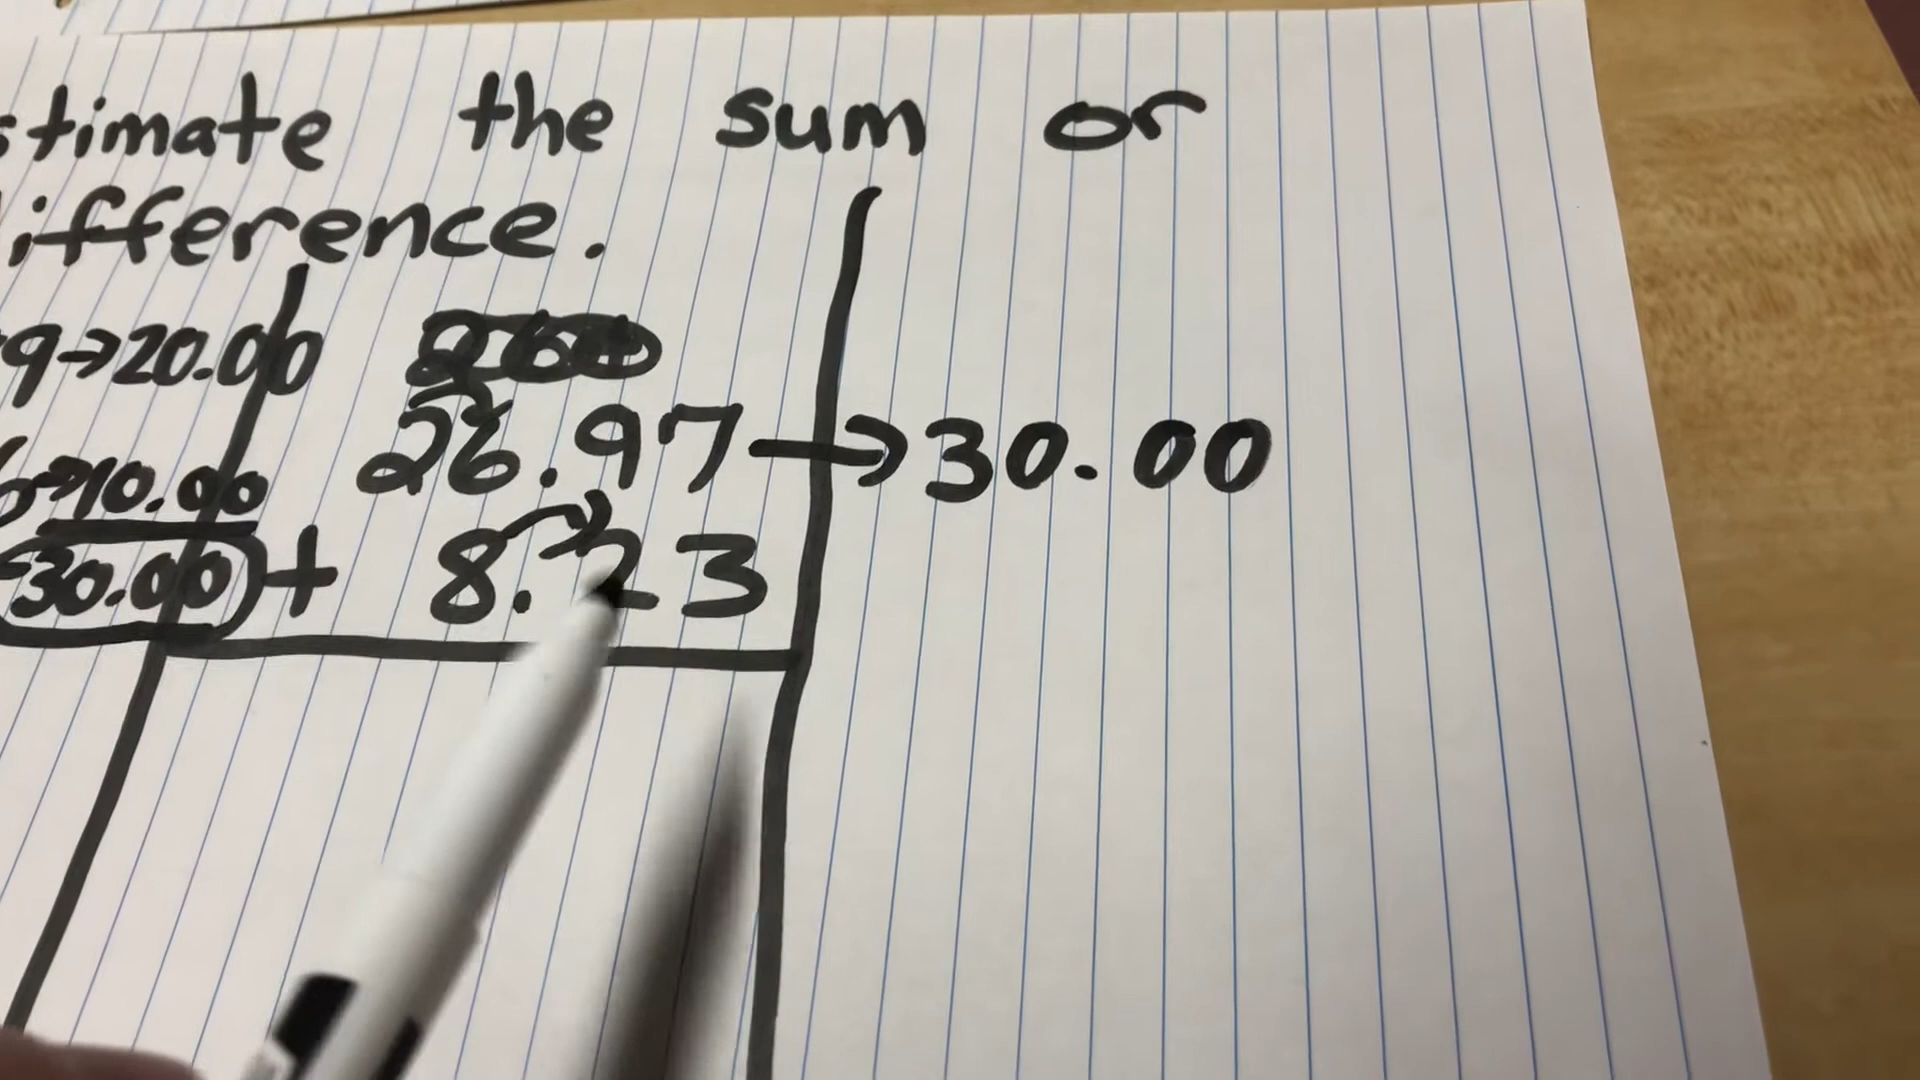 stimate the sum or
ifference.
9→20.00
26.97→30.00
→10.00
30.00
+ 8.23